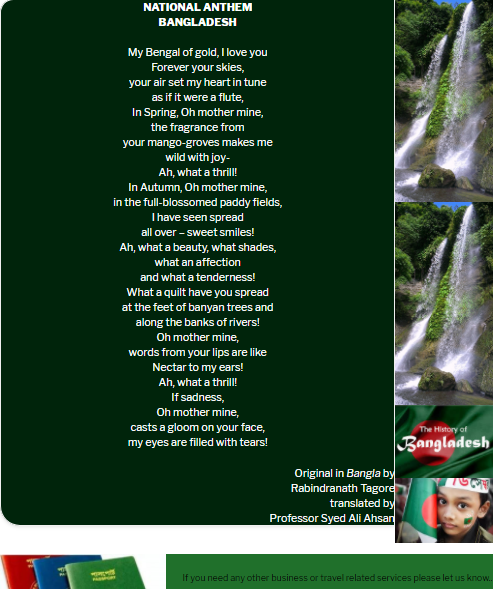 NATIONAL ANTHEM
BANGLADESH
My Bengal of gold, I love you
Forever your skies,
your air set my heart in tune
as if it were a flute,
In Spring, Oh mother mine,
the fragrance from
your mango-groves makes me
wild with joy-
Ah, what a thrill!
In Autumn, Oh mother mine,
in the full-blossomed paddy fields,
I have seen spread
all over – sweet smiles!
Ah, what a beauty, what shades,
what an affection
and what a tenderness!
What a quilt have you spread
at the feet of banyan trees and
along the banks of rivers!
Oh mother mine,
words from your lips are like
Nectar to my ears!
Ah, what a thrill!
If sadness,
Oh mother mine,
casts a gloom on your face,
my eyes are filled with tears!
Original in Bangla by
Rabindranath Tagore
translated by
Professor Syed Ali Ahsan
The History of
Bangladesh
If you need any other business or travel related services please let us know..